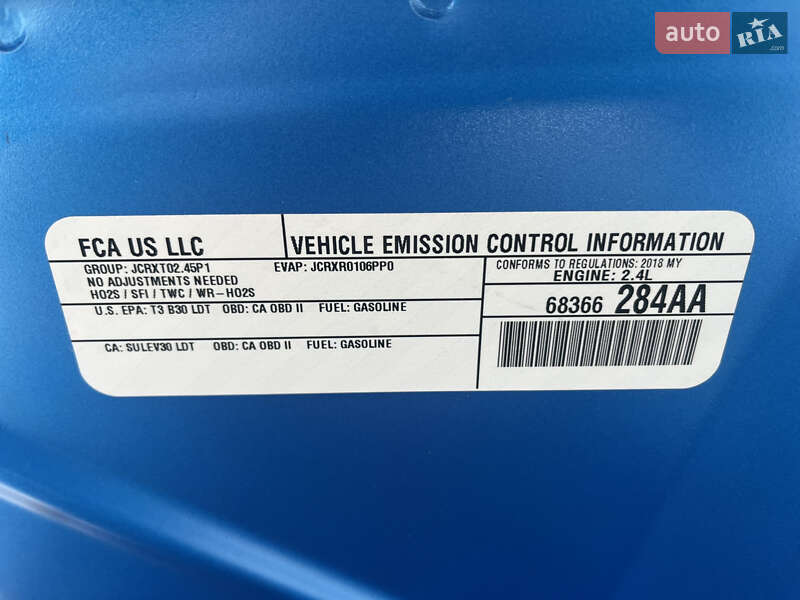 auto RIA.com
FCA US LLC
VEHICLE EMISSION CONTROL INFORMATION
GROUP: JCRXT02.45P1 EVAP: JCRXR0106PP0
NO ADJUSTMENTS NEEDED
HO2S / SFI / TWC / WR-HO2S
CONFORMS TO REGULATIONS: 2018 MY
ENGINE: 2.4L
U.S. EPA: T3 B30 LDT OBD: CA OBD II FUEL: GASOLINE
68366 284AA
CA: SULEV30 LDT OBD: CA OBD II FUEL: GASOLINE